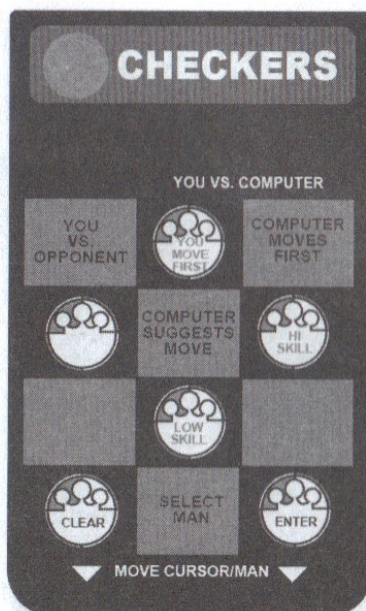 CHECKERS
YOU VS. COMPUTER
YOU
VS.
OPPONENT
YOU
MOVE
FIRST
COMPUTER
MOVES
FIRST
COMPUTER
SUGGESTS
MOVE
HI
SKILL
LOW
SKILL
CLEAR
SELECT
MAN
ENTER
MOVE CURSOR/MAN